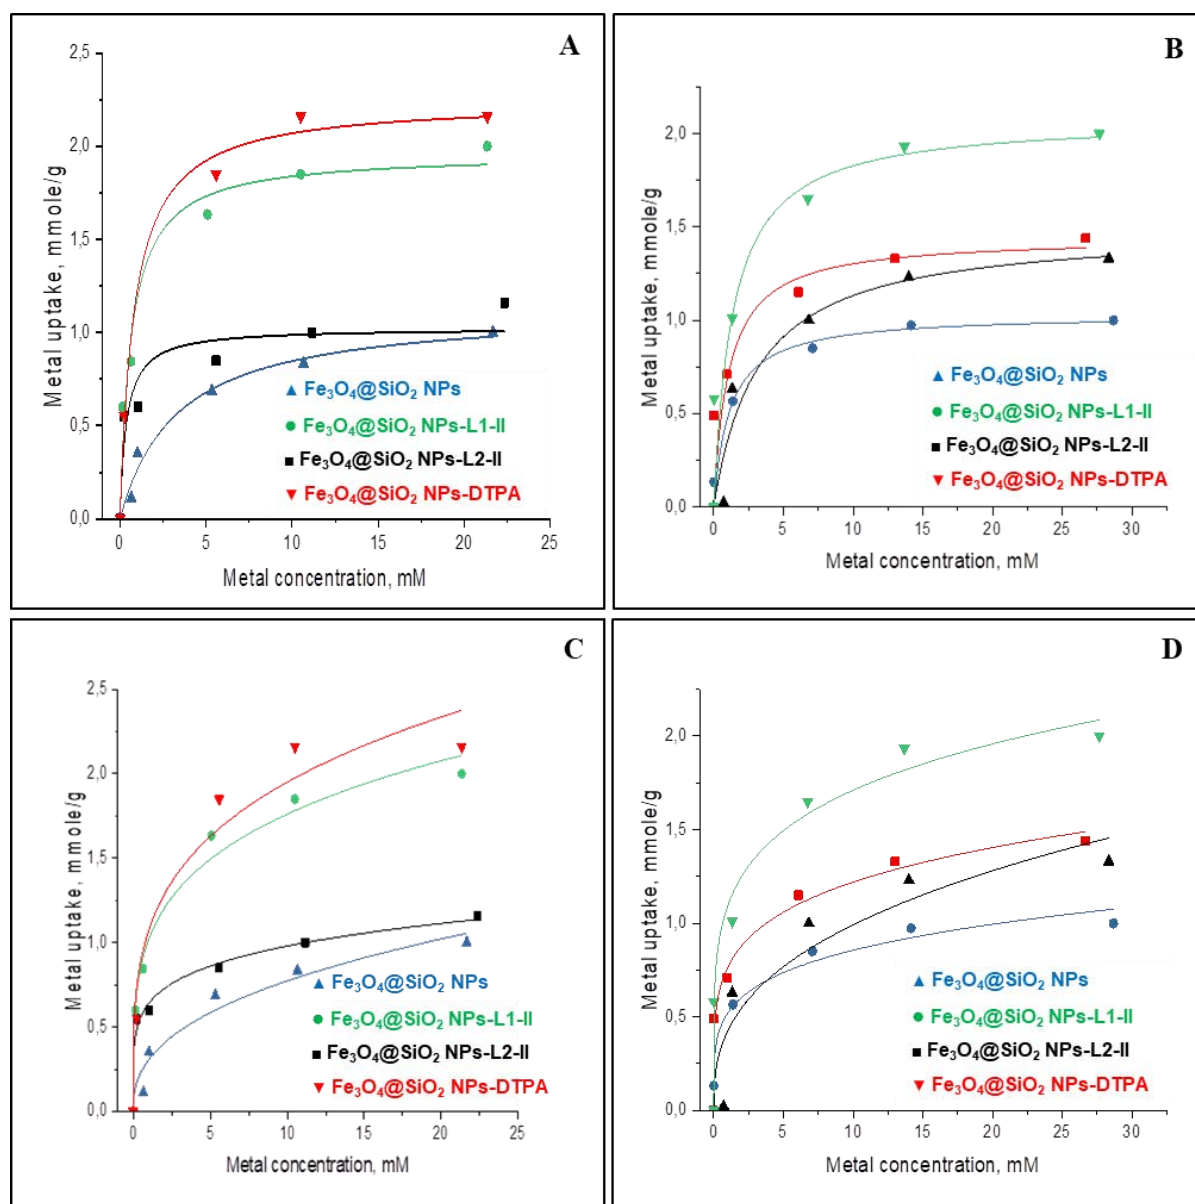 A
Metal uptake, mmole/g
2,5
2,0
1,5
1,0
0,5
0,0
Fe₃O₄@SiO₂ NPs
Fe₃O₄@SiO₂ NPs-L1-II
Fe₃O₄@SiO₂ NPs-L2-II
Fe₃O₄@SiO₂ NPs-DTPA
0 5 10 15 20 25
Metal concentration, mM
B
Metal uptake, mmole/g
2,0
1,5
1,0
0,5
0,0
Fe₃O₄@SiO₂ NPs
Fe₃O₄@SiO₂ NPs-L1-II
Fe₃O₄@SiO₂ NPs-L2-II
Fe₃O₄@SiO₂ NPs-DTPA
0 5 10 15 20 25 30
Metal concentration, mM
C
Metal uptake, mmole/g
2,5
2,0
1,5
1,0
0,5
0,0
Fe₃O₄@SiO₂ NPs
Fe₃O₄@SiO₂ NPs-L1-II
Fe₃O₄@SiO₂ NPs-L2-II
Fe₃O₄@SiO₂ NPs-DTPA
0 5 10 15 20 25
Metal concentration, mM
D
Metal uptake, mmole/g
2,0
1,5
1,0
0,5
0,0
Fe₃O₄@SiO₂ NPs
Fe₃O₄@SiO₂ NPs-L1-II
Fe₃O₄@SiO₂ NPs-L2-II
Fe₃O₄@SiO₂ NPs-DTPA
0 5 10 15 20 25 30
Metal concentration, mM